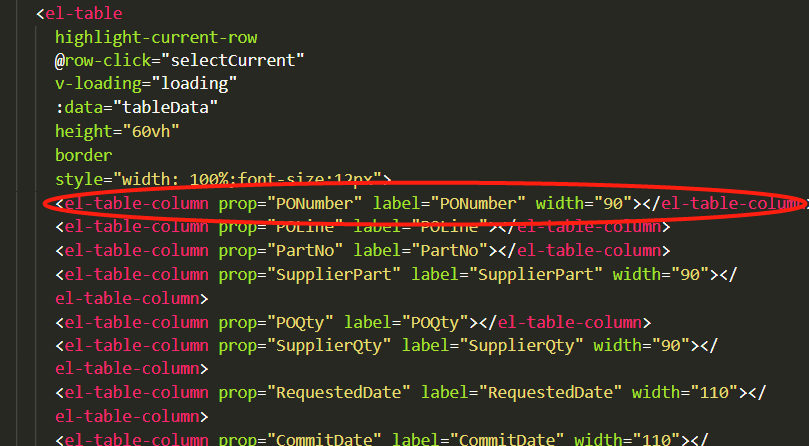 <el-table
highlight-current-row
@row-click="selectCurrent"
v-loading="loading"
:data="tableData"
height="60vh"
border
style="width: 100%;font-size:12px">
<el-table-column prop="PONumber" label="PONumber" width="90"></el-table-column>
<el-table-column prop="POLine" label="POLine"></el-table-column>
<el-table-column prop="PartNo" label="PartNo"></el-table-column>
<el-table-column prop="SupplierPart" label="SupplierPart" width="90"></
el-table-column>
<el-table-column prop="POQty" label="POQty"></el-table-column>
<el-table-column prop="SupplierQty" label="SupplierQty" width="90"></
el-table-column>
<el-table-column prop="RequestedDate" label="RequestedDate" width="110"></
el-table-column>
<el-table-column prop="CommitDate" label="CommitDate" width="110"></